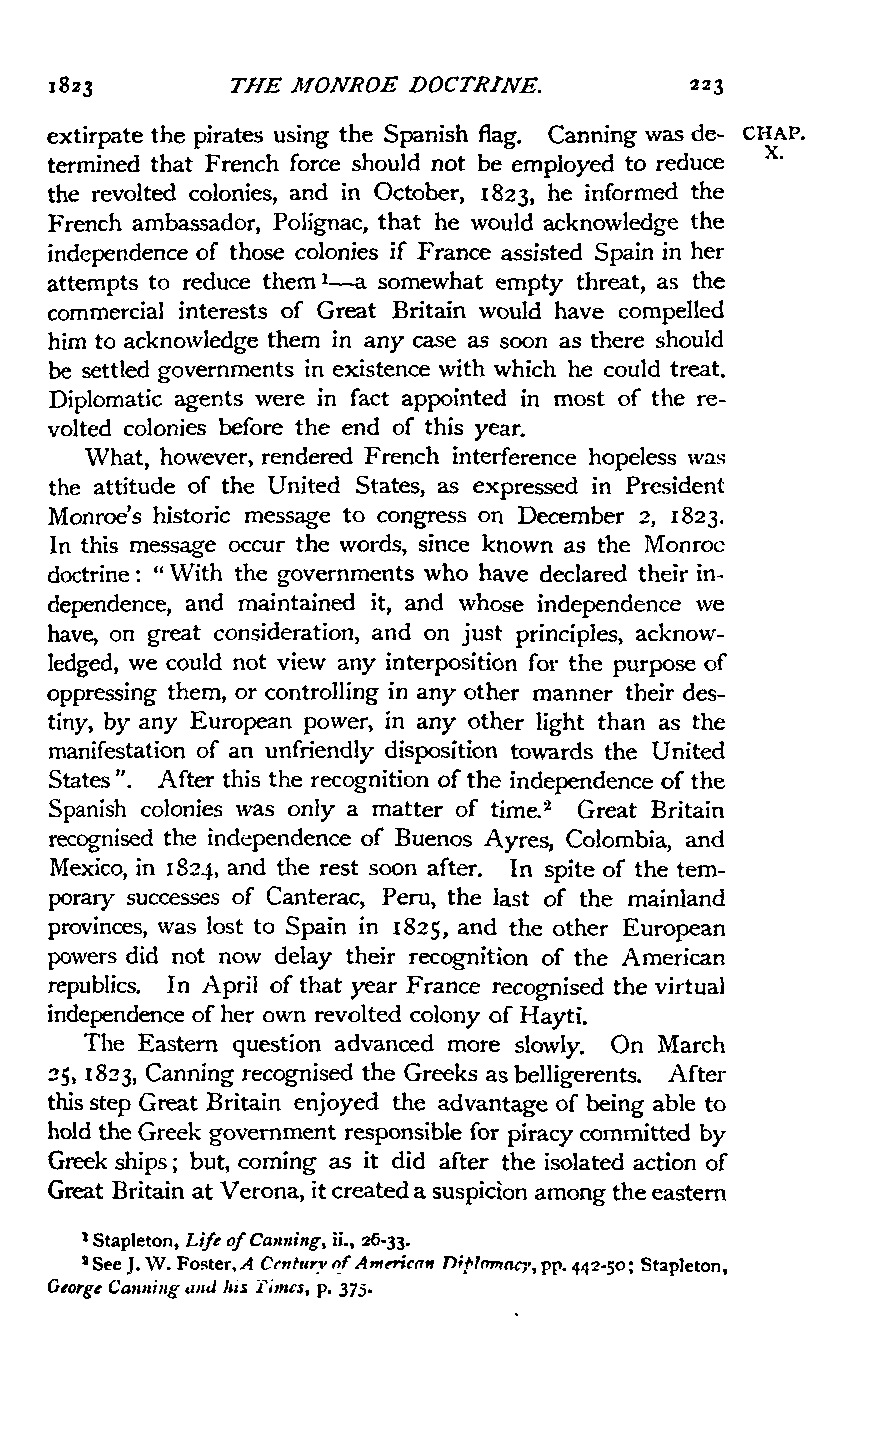 1823 THE MONROE DOCTRINE. 223
extirpate the pirates using the Spanish flag. Canning was de- CHAP.
termined that French force should not be employed to reduce X.
the revolted colonies, and in October, 1823, he informed the
French ambassador, Polignac, that he would acknowledge the
independence of those colonies if France assisted Spain in her
attempts to reduce them ¹—a somewhat empty threat, as the
commercial interests of Great Britain would have compelled
him to acknowledge them in any case as soon as there should
be settled governments in existence with which he could treat.
Diplomatic agents were in fact appointed in most of the re-
volted colonies before the end of this year.
What, however, rendered French interference hopeless was
the attitude of the United States, as expressed in President
Monroe's historic message to congress on December 2, 1823.
In this message occur the words, since known as the Monroe
doctrine: "With the governments who have declared their in-
dependence, and maintained it, and whose independence we
have, on great consideration, and on just principles, acknow-
ledged, we could not view any interposition for the purpose of
oppressing them, or controlling in any other manner their des-
tiny, by any European power, in any other light than as the
manifestation of an unfriendly disposition towards the United
States". After this the recognition of the independence of the
Spanish colonies was only a matter of time.² Great Britain
recognised the independence of Buenos Ayres, Colombia, and
Mexico, in 1824, and the rest soon after. In spite of the tem-
porary successes of Canterac, Peru, the last of the mainland
provinces, was lost to Spain in 1825, and the other European
powers did not now delay their recognition of the American
republics. In April of that year France recognised the virtual
independence of her own revolted colony of Hayti.
The Eastern question advanced more slowly. On March
25, 1823, Canning recognised the Greeks as belligerents. After
this step Great Britain enjoyed the advantage of being able to
hold the Greek government responsible for piracy committed by
Greek ships; but, coming as it did after the isolated action of
Great Britain at Verona, it created a suspicion among the eastern
¹ Stapleton, Life of Canning, ii., 26-33.
² See J. W. Foster, A Century of American Diplomacy, pp. 442-50; Stapleton,
George Canning and his Times, p. 375.